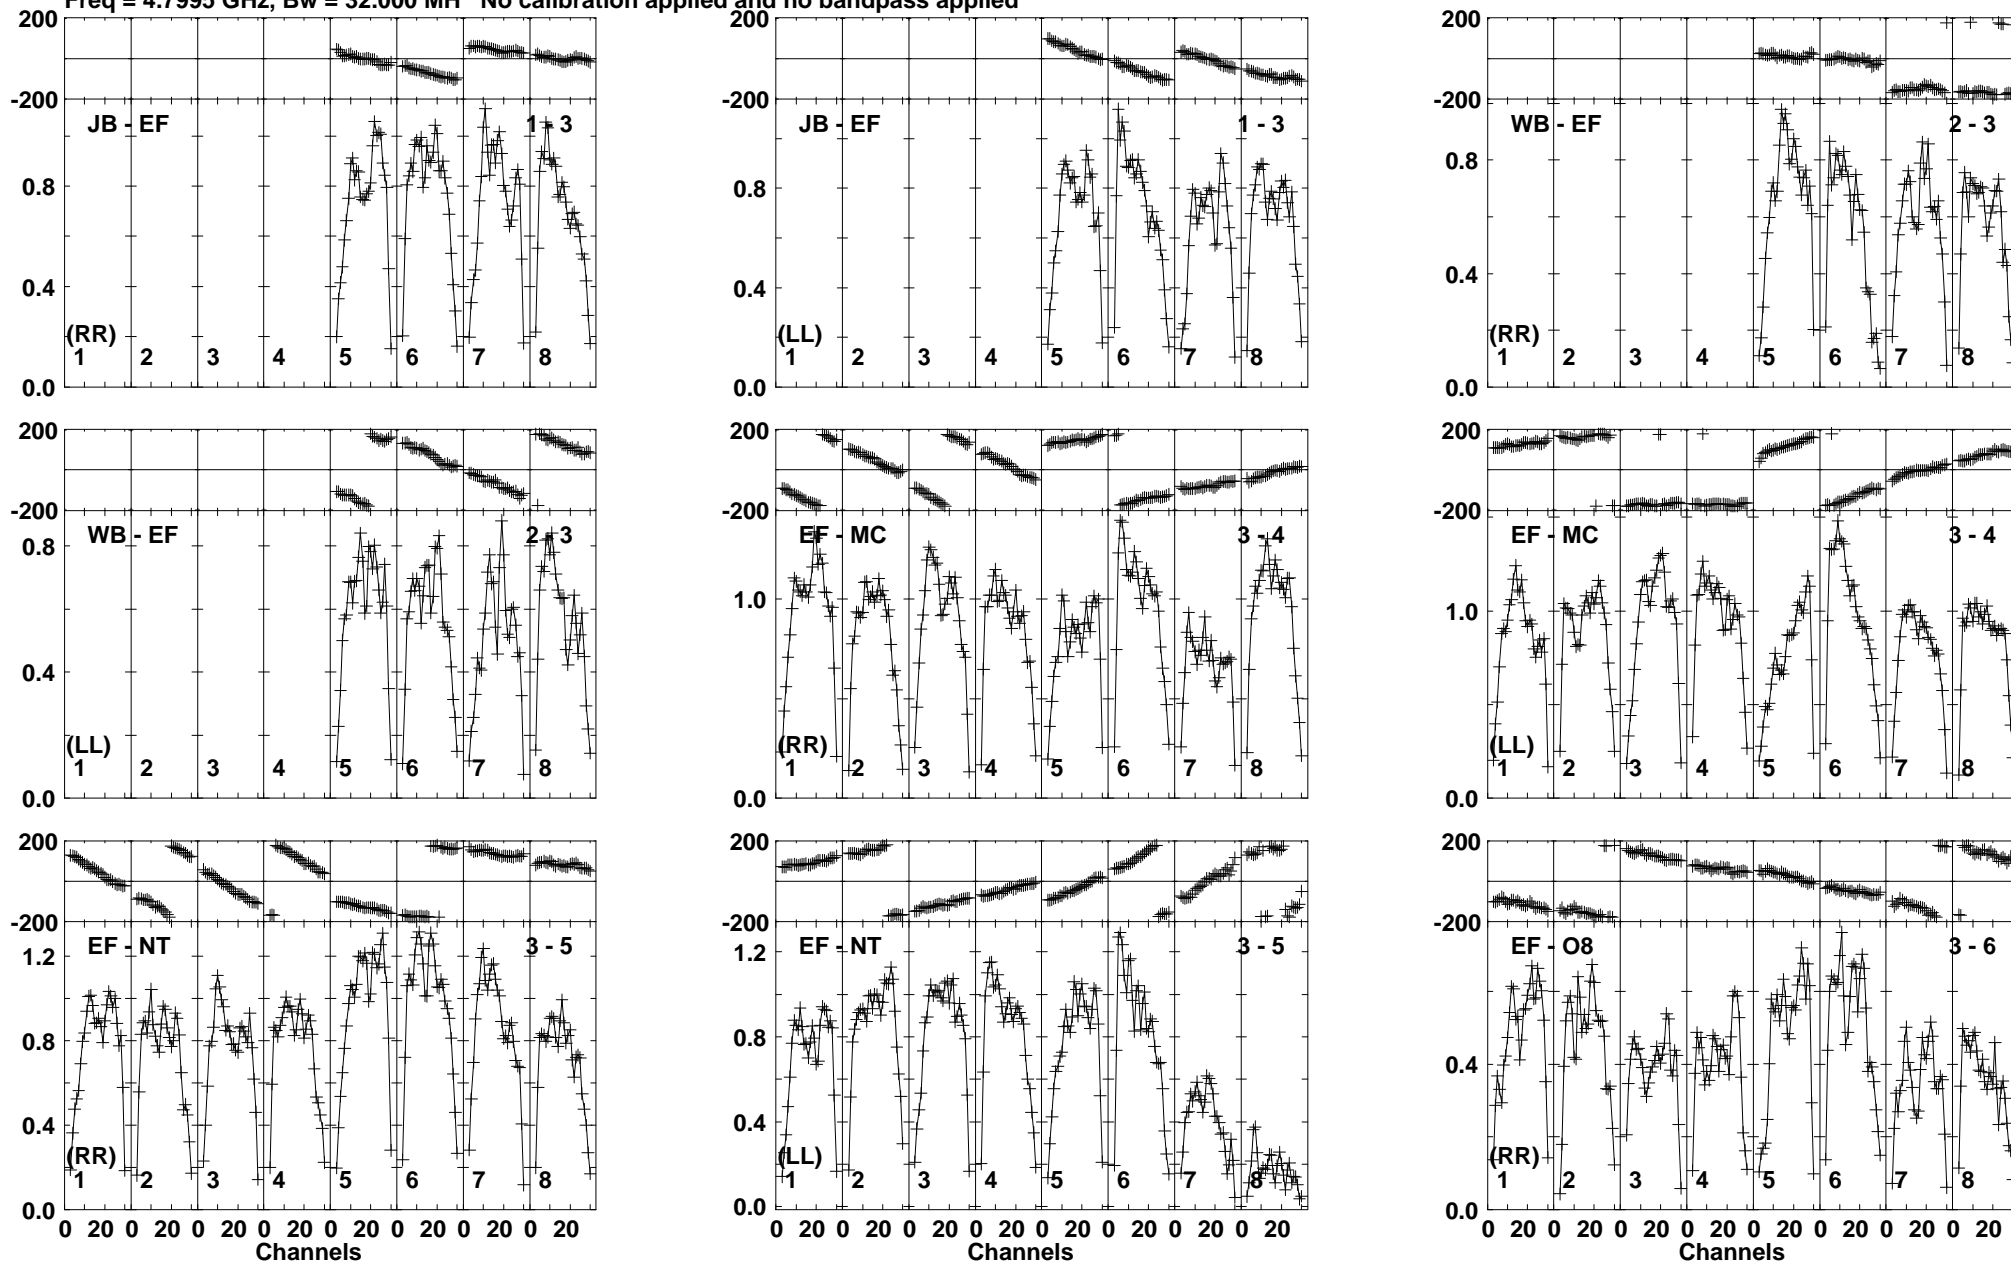 Freq = 4.7995 GHz, Bw = 32.000 MH No calibration applied and no bandpass applied
200 200 200
-200 -200 -200
JB - EF 1 - 3 JB - EF 1 - 3 WB - EF 2 - 3
0.8 0.8 0.8
0.4 0.4 0.4
(RR) (LL) (RR)
1 2 3 4 5 6 7 8 1 2 3 4 5 6 7 8 1 2 3 4 5 6 7 8
0.0 0.0 0.0
200 200 200
-200 -200 -200
WB - EF 2 - 3 EF - MC 3 - 4 EF - MC 3 - 4
0.8 1.0 1.0
0.4
(LL) (RR) (LL)
1 2 3 4 5 6 7 8 1 2 3 4 5 6 7 8 1 2 3 4 5 6 7 8
0.0 0.0 0.0
200 200 200
-200 -200 -200
EF - NT 3 - 5 EF - NT 3 - 5 EF - O8 3 - 6
1.2 1.2
0.8 0.8
0.4 0.4 0.4
(RR) (LL) (RR)
1 2 3 4 5 6 7 8 1 2 3 4 5 6 7 8 1 2 3 4 5 6 7 8
0.0 0.0 0.0
0 20 0 20 0 20 0 20 0 20 0 20 0 20 0 20 0 20 0 20 0 20 0 20 0 20 0 20 0 20 0 20 0 20 0 20 0 20 0 20 0 20 0 20 0 20 0 20
Channels Channels Channels